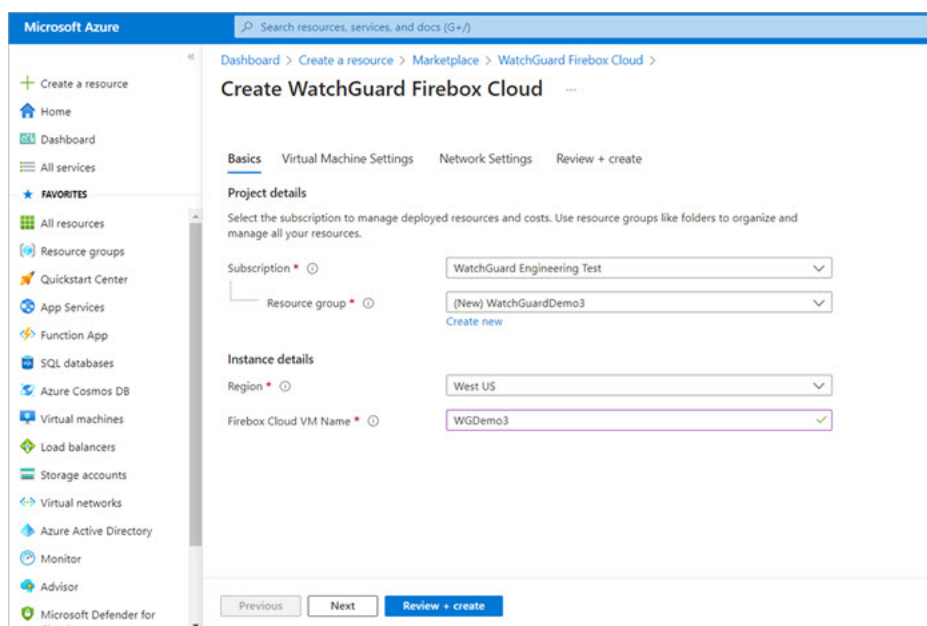 Microsoft Azure
Search resources, services, and docs (G+/)
«
Create a resource
Home
Dashboard
All services
FAVORITES
All resources
Resource groups
Quickstart Center
App Services
Function App
SQL databases
Azure Cosmos DB
Virtual machines
Load balancers
Storage accounts
Virtual networks
Azure Active Directory
Monitor
Advisor
Microsoft Defender for
Dashboard > Create a resource > Marketplace > WatchGuard Firebox Cloud >
Create WatchGuard Firebox Cloud ...
Basics Virtual Machine Settings Network Settings Review + create
Project details
Select the subscription to manage deployed resources and costs. Use resource groups like folders to organize and
manage all your resources.
Subscription * WatchGuard Engineering Test
Resource group * (New) WatchGuardDemo3
Create new
Instance details
Region * West US
Firebox Cloud VM Name * WGDemo3
Previous Next Review + create